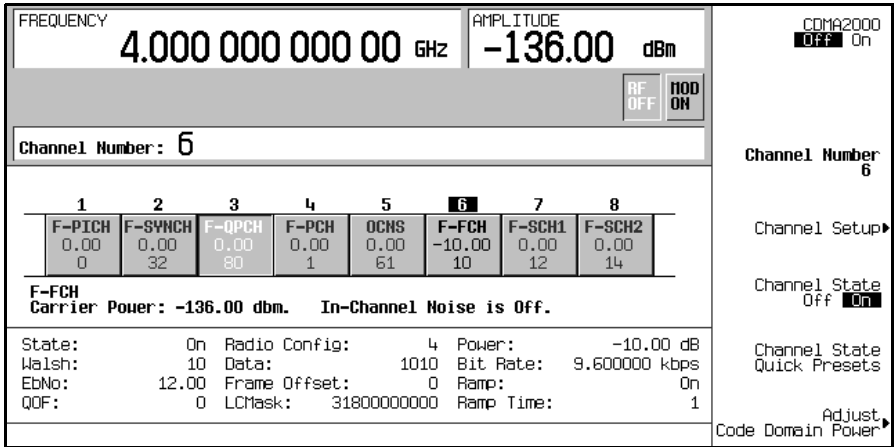 FREQUENCY
4.000 000 000 00 GHz
AMPLITUDE
-136.00 dBm
RF OFF
MOD ON
Channel Number: 6
1 2 3 4 5 6 7 8
F-PICH F-SYNCH F-QPCH F-PCH OCNS F-FCH F-SCH1 F-SCH2
0.00 0.00 0.00 0.00 0.00 -10.00 0.00 0.00
0 32 80 1 61 10 12 14
F-FCH
Carrier Power: -136.00 dbm. In-Channel Noise is Off.
State: On Radio Config: 4 Power: -10.00 dB
Walsh: 10 Data: 1010 Bit Rate: 9.600000 kbps
EbNo: 12.00 Frame Offset: 0 Ramp: On
QOF: 0 LCMask: 31800000000 Ramp Time: 1
CDMA2000
Off On
Channel Number
6
Channel Setup
Channel State
Off On
Channel State
Quick Presets
Adjust
Code Domain Power